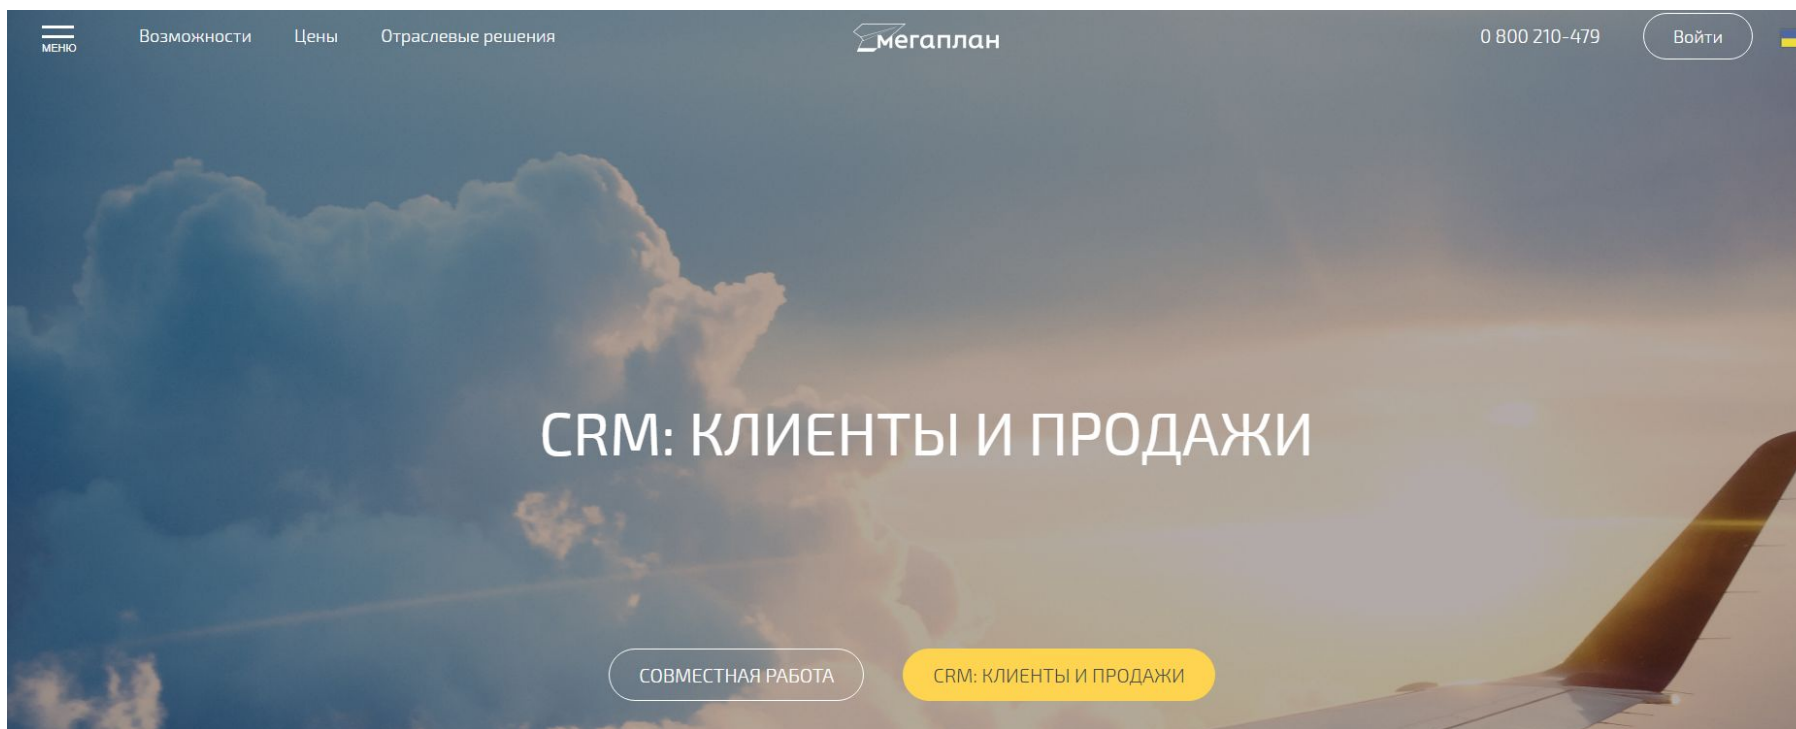 МЕНЮ
Возможности
Цены
Отраслевые решения
мегаплан
0 800 210-479
Войти
CRM: КЛИЕНТЫ И ПРОДАЖИ
СОВМЕСТНАЯ РАБОТА
CRM: КЛИЕНТЫ И ПРОДАЖИ